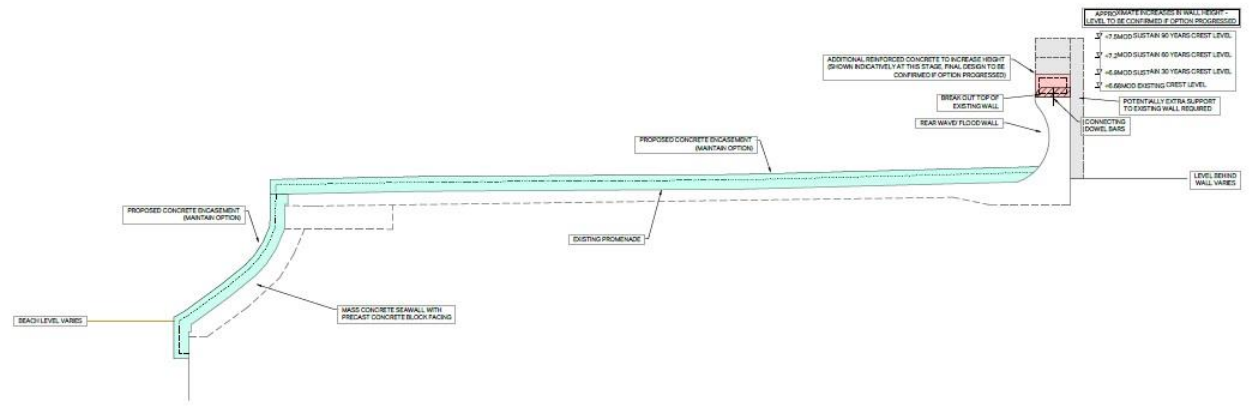 APPROXIMATE INCREASES IN WALL HEIGHT -
LEVEL TO BE CONFIRMED IF OPTION PROGRESSED
+7.5MOD SUSTAIN 90 YEARS CREST LEVEL
+7.2MOD SUSTAIN 60 YEARS CREST LEVEL
+6.8MOD SUSTAIN 30 YEARS CREST LEVEL
+6.66MOD EXISTING CREST LEVEL
ADDITIONAL REINFORCED CONCRETE TO INCREASE HEIGHT
(SHOWN INDICATIVELY AT THIS STAGE, FINAL DESIGN TO BE
CONFIRMED IF OPTION PROGRESSED)
BREAK OUT TOP OF
EXISTING WALL
POTENTIALLY EXTRA SUPPORT
TO EXISTING WALL REQUIRED
REAR WAVE/ FLOOD WALL
CONNECTING
DOWEL BARS
PROPOSED CONCRETE ENCASEMENT
(MAINTAIN OPTION)
LEVEL BEHIND
WALL VARIES
PROPOSED CONCRETE ENCASEMENT
(MAINTAIN OPTION)
EXISTING PROMENADE
MASS CONCRETE SEAWALL WITH
PRECAST CONCRETE BLOCK FACING
BEACH LEVEL VARIES